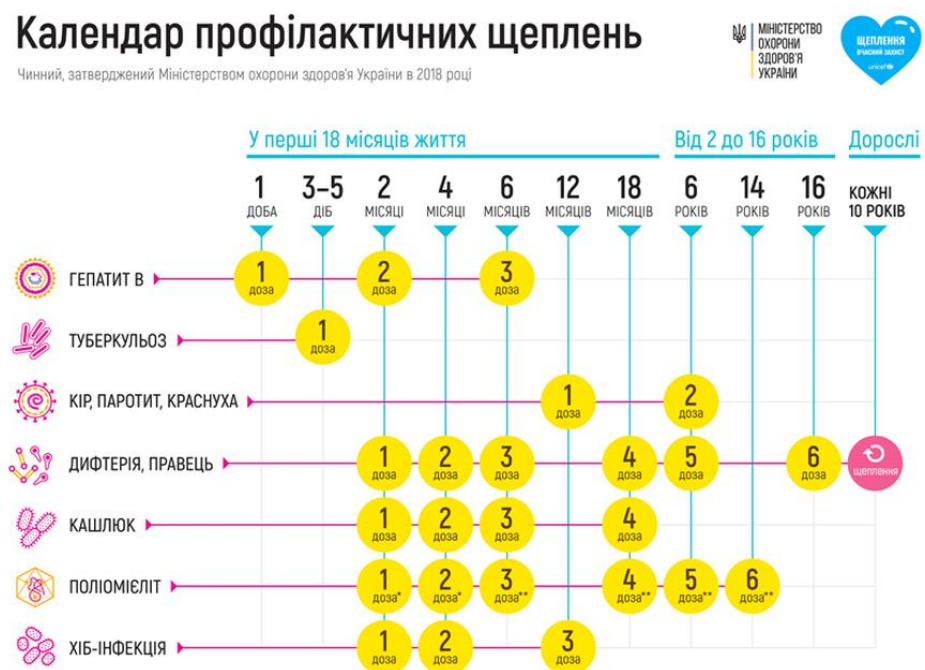 Календар профілактичних щеплень
Чинний, затверджений Міністерством охорони здоров'я України в 2018 році
МІНІСТЕРСТВО
ОХОРОНИ
ЗДОРОВ'Я
УКРАЇНИ
ЩЕПЛЕННЯ
ВЧАСНИЙ ЗАХИСТ
unicef
У перші 18 місяців життя
Від 2 до 16 років
Дорослі
1 ДОБА
3–5 ДІБ
2 МІСЯЦІ
4 МІСЯЦІ
6 МІСЯЦІВ
12 МІСЯЦІВ
18 МІСЯЦІВ
6 РОКІВ
14 РОКІВ
16 РОКІВ
КОЖНІ
10 РОКІВ
ГЕПАТИТ В 1 доза 2 доза 3 доза
ТУБЕРКУЛЬОЗ 1 доза
КІР, ПАРОТИТ, КРАСНУХА 1 доза 2 доза
ДИФТЕРІЯ, ПРАВЕЦЬ 1 доза 2 доза 3 доза 4 доза 5 доза 6 доза щеплення
КАШЛЮК 1 доза 2 доза 3 доза 4 доза
ПОЛІОМІЄЛІТ 1 доза* 2 доза* 3 доза** 4 доза** 5 доза** 6 доза**
ХІБ-ІНФЕКЦІЯ 1 доза 2 доза 3 доза